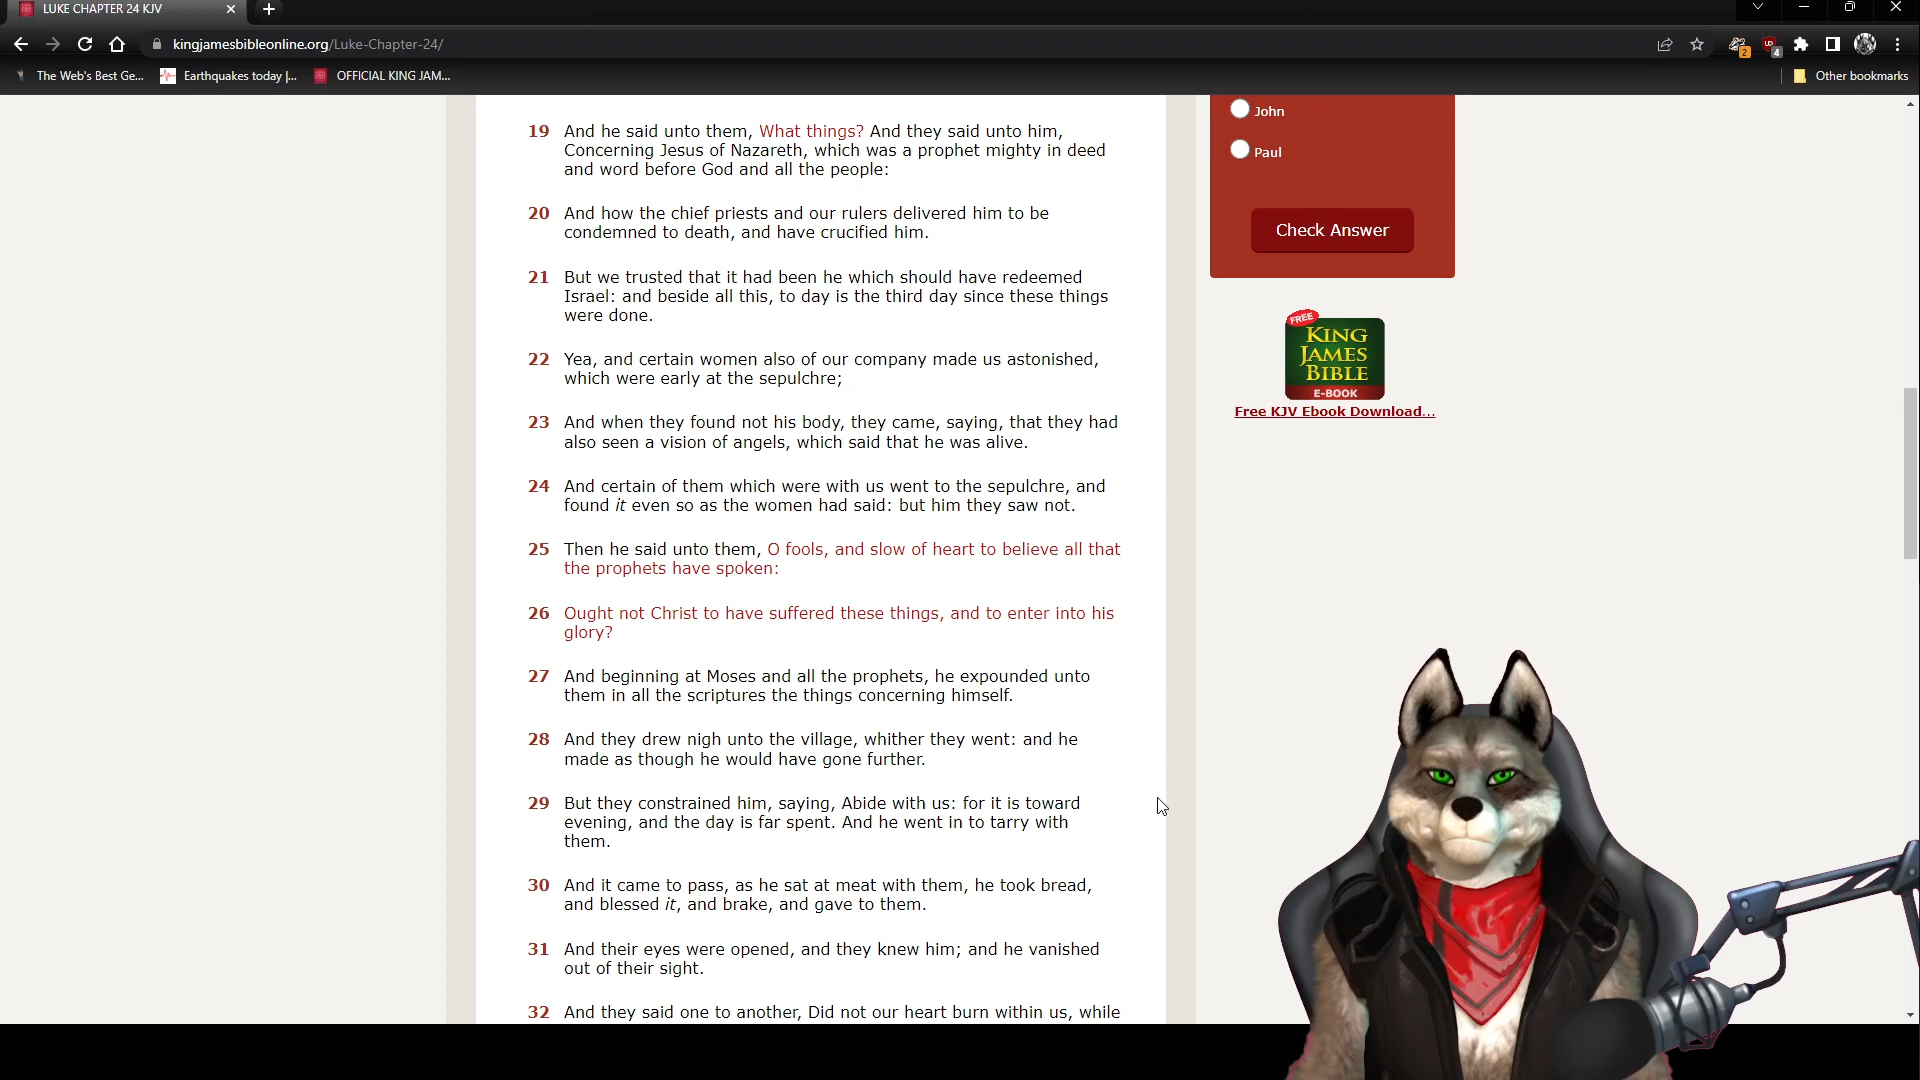 LUKE CHAPTER 24 KJV
kingjamesbibleonline.org/Luke-Chapter-24/
2
4
The Web's Best Ge...
Earthquakes today |...
OFFICIAL KING JAM...
Other bookmarks
19 And he said unto them, What things? And they said unto him,
Concerning Jesus of Nazareth, which was a prophet mighty in deed
and word before God and all the people:
20 And how the chief priests and our rulers delivered him to be
condemned to death, and have crucified him.
21 But we trusted that it had been he which should have redeemed
Israel: and beside all this, to day is the third day since these things
were done.
22 Yea, and certain women also of our company made us astonished,
which were early at the sepulchre;
23 And when they found not his body, they came, saying, that they had
also seen a vision of angels, which said that he was alive.
24 And certain of them which were with us went to the sepulchre, and
found it even so as the women had said: but him they saw not.
25 Then he said unto them, O fools, and slow of heart to believe all that
the prophets have spoken:
26 Ought not Christ to have suffered these things, and to enter into his
glory?
27 And beginning at Moses and all the prophets, he expounded unto
them in all the scriptures the things concerning himself.
28 And they drew nigh unto the village, whither they went: and he
made as though he would have gone further.
29 But they constrained him, saying, Abide with us: for it is toward
evening, and the day is far spent. And he went in to tarry with
them.
30 And it came to pass, as he sat at meat with them, he took bread,
and blessed it, and brake, and gave to them.
31 And their eyes were opened, and they knew him; and he vanished
out of their sight.
32 And they said one to another, Did not our heart burn within us, while
John
Paul
Check Answer
FREE
KING
JAMES
BIBLE
E-BOOK
Free KJV Ebook Download...